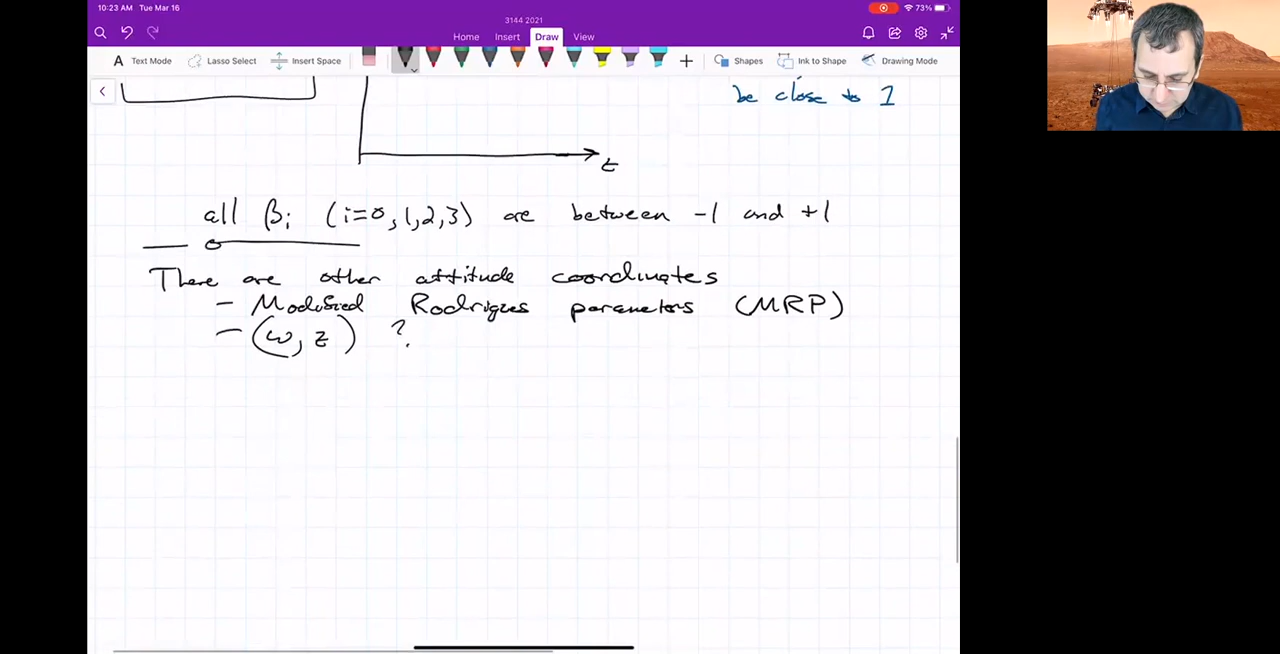 10:23 AM Tue Mar 16
73%
3144 2021
Home Insert Draw View
A Text Mode Lasso Select Insert Space + Shapes Ink to Shape Drawing Mode
be close to 1
t
all βi (i=0,1,2,3) are between -1 and +1
There are other attitude coordinates
- Modified Rodrigues parameters (MRP)
- (w, z) ?